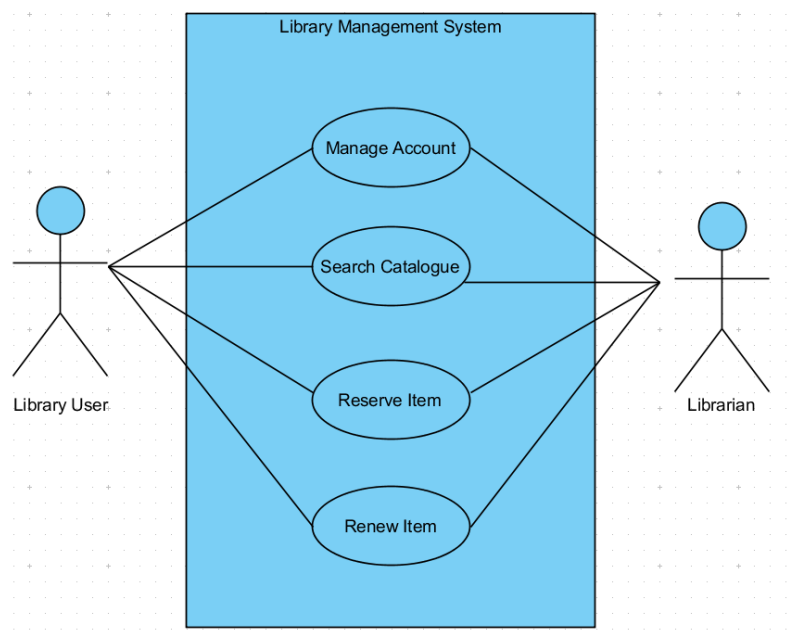 Library Management System
Manage Account
Search Catalogue
Reserve Item
Renew Item
Library User
Librarian